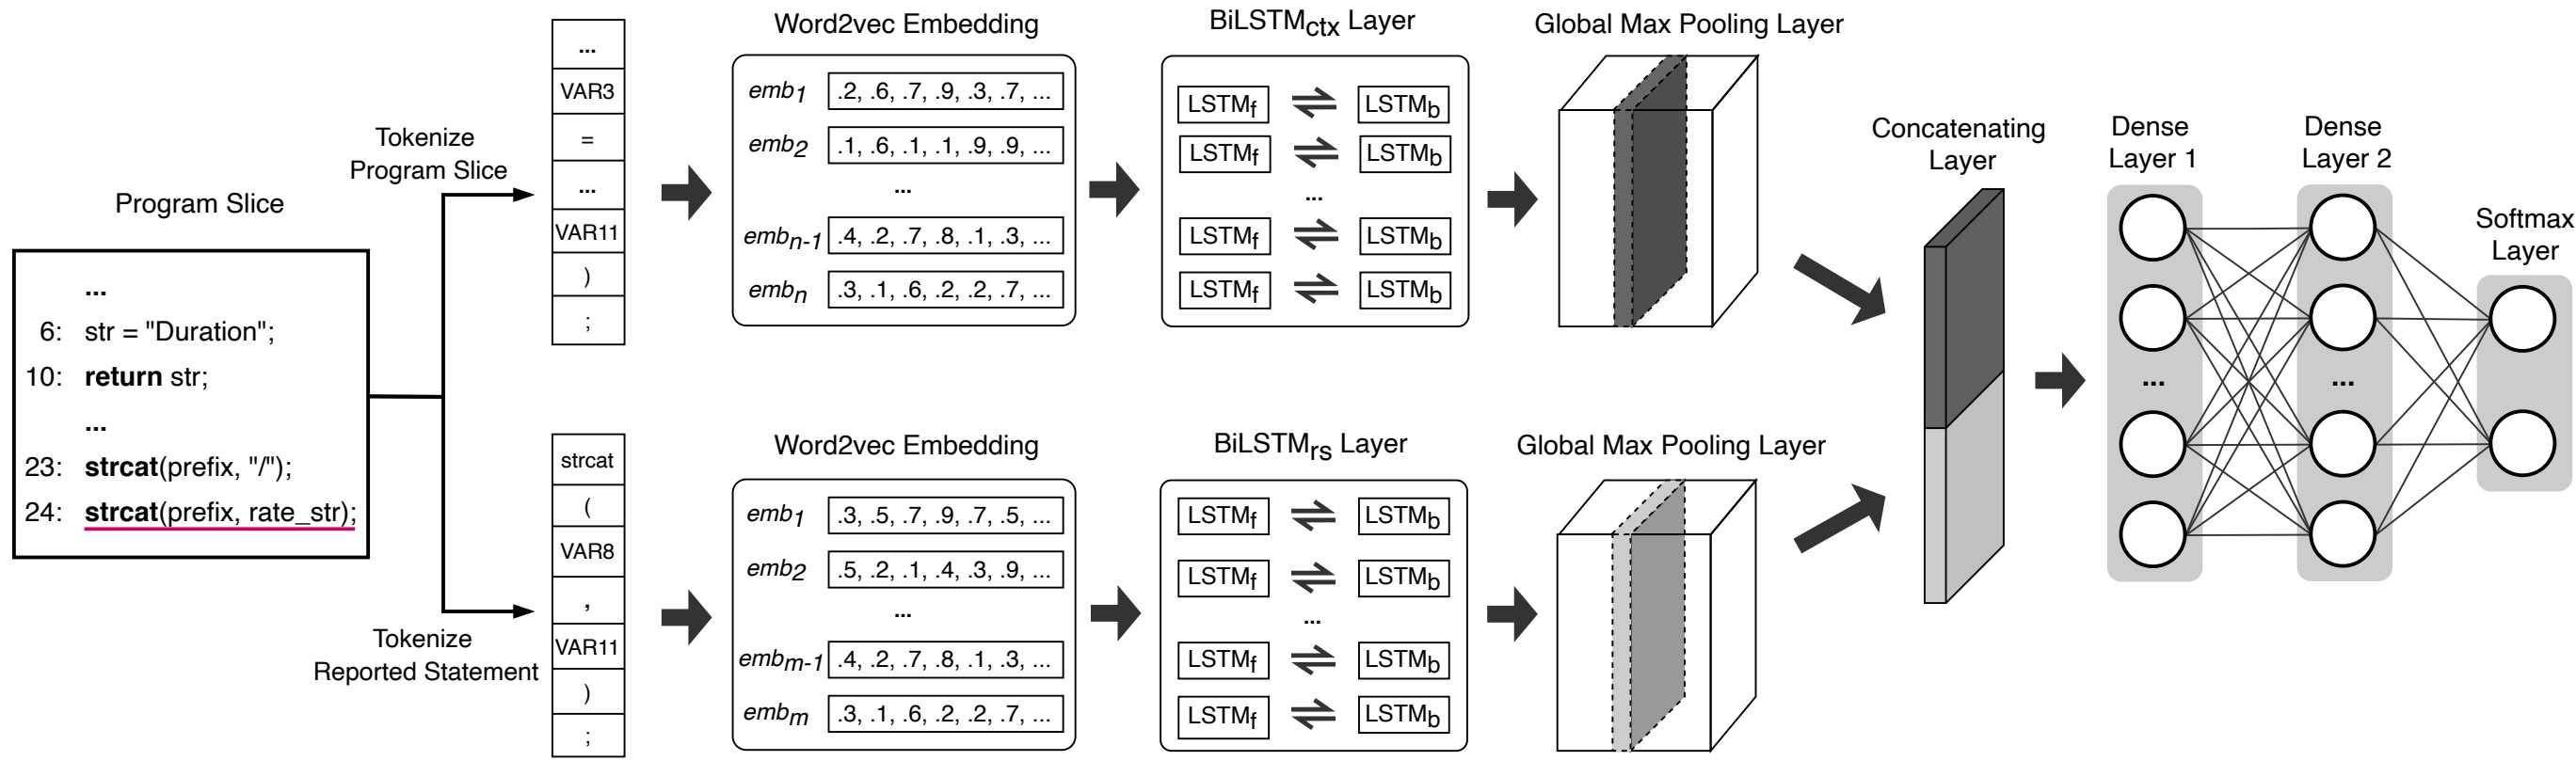 Program Slice
...
6: str = "Duration";
10: return str;
...
23: strcat(prefix, "/");
24: strcat(prefix, rate_str);
Tokenize
Program Slice
...
VAR3
=
...
VAR11
)
;
Word2vec Embedding
emb1 .2, .6, .7, .9, .3, .7, ...
emb2 .1, .6, .1, .1, .9, .9, ...
...
embn-1 .4, .2, .7, .8, .1, .3, ...
embn .3, .1, .6, .2, .2, .7, ...
BiLSTMctx Layer
LSTMf ⇌ LSTMb
LSTMf ⇌ LSTMb
...
LSTMf ⇌ LSTMb
LSTMf ⇌ LSTMb
Global Max Pooling Layer
Tokenize
Reported Statement
strcat
(
VAR8
,
VAR11
)
;
Word2vec Embedding
emb1 .3, .5, .7, .9, .7, .5, ...
emb2 .5, .2, .1, .4, .3, .9, ...
...
embm-1 .4, .2, .7, .8, .1, .3, ...
embm .3, .1, .6, .2, .2, .7, ...
BiLSTMrs Layer
LSTMf ⇌ LSTMb
LSTMf ⇌ LSTMb
...
LSTMf ⇌ LSTMb
LSTMf ⇌ LSTMb
Global Max Pooling Layer
Concatenating
Layer
Dense
Layer 1
...
Dense
Layer 2
...
Softmax
Layer